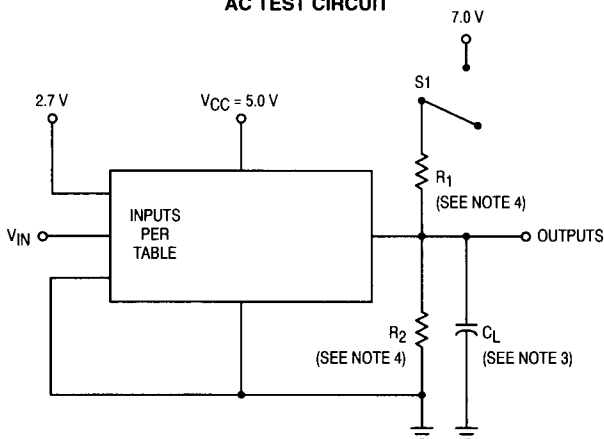 AC TEST CIRCUIT
7.0 V
S1
2.7 V
VCC = 5.0 V
R1
(SEE NOTE 4)
INPUTS
PER
TABLE
VIN
OUTPUTS
R2
(SEE NOTE 4)
CL
(SEE NOTE 3)